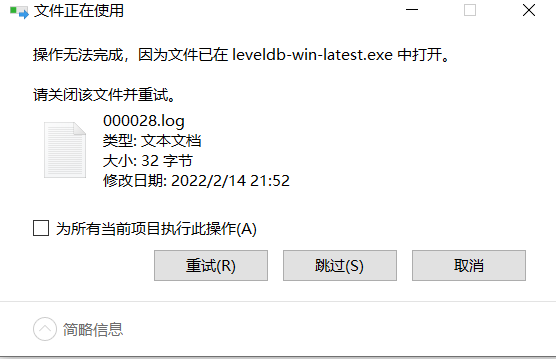 文件正在使用
操作无法完成，因为文件已在 leveldb-win-latest.exe 中打开。
请关闭该文件并重试。
000028.log
类型: 文本文档
大小: 32 字节
修改日期: 2022/2/14 21:52
为所有当前项目执行此操作(A)
重试(R) 跳过(S) 取消
简略信息